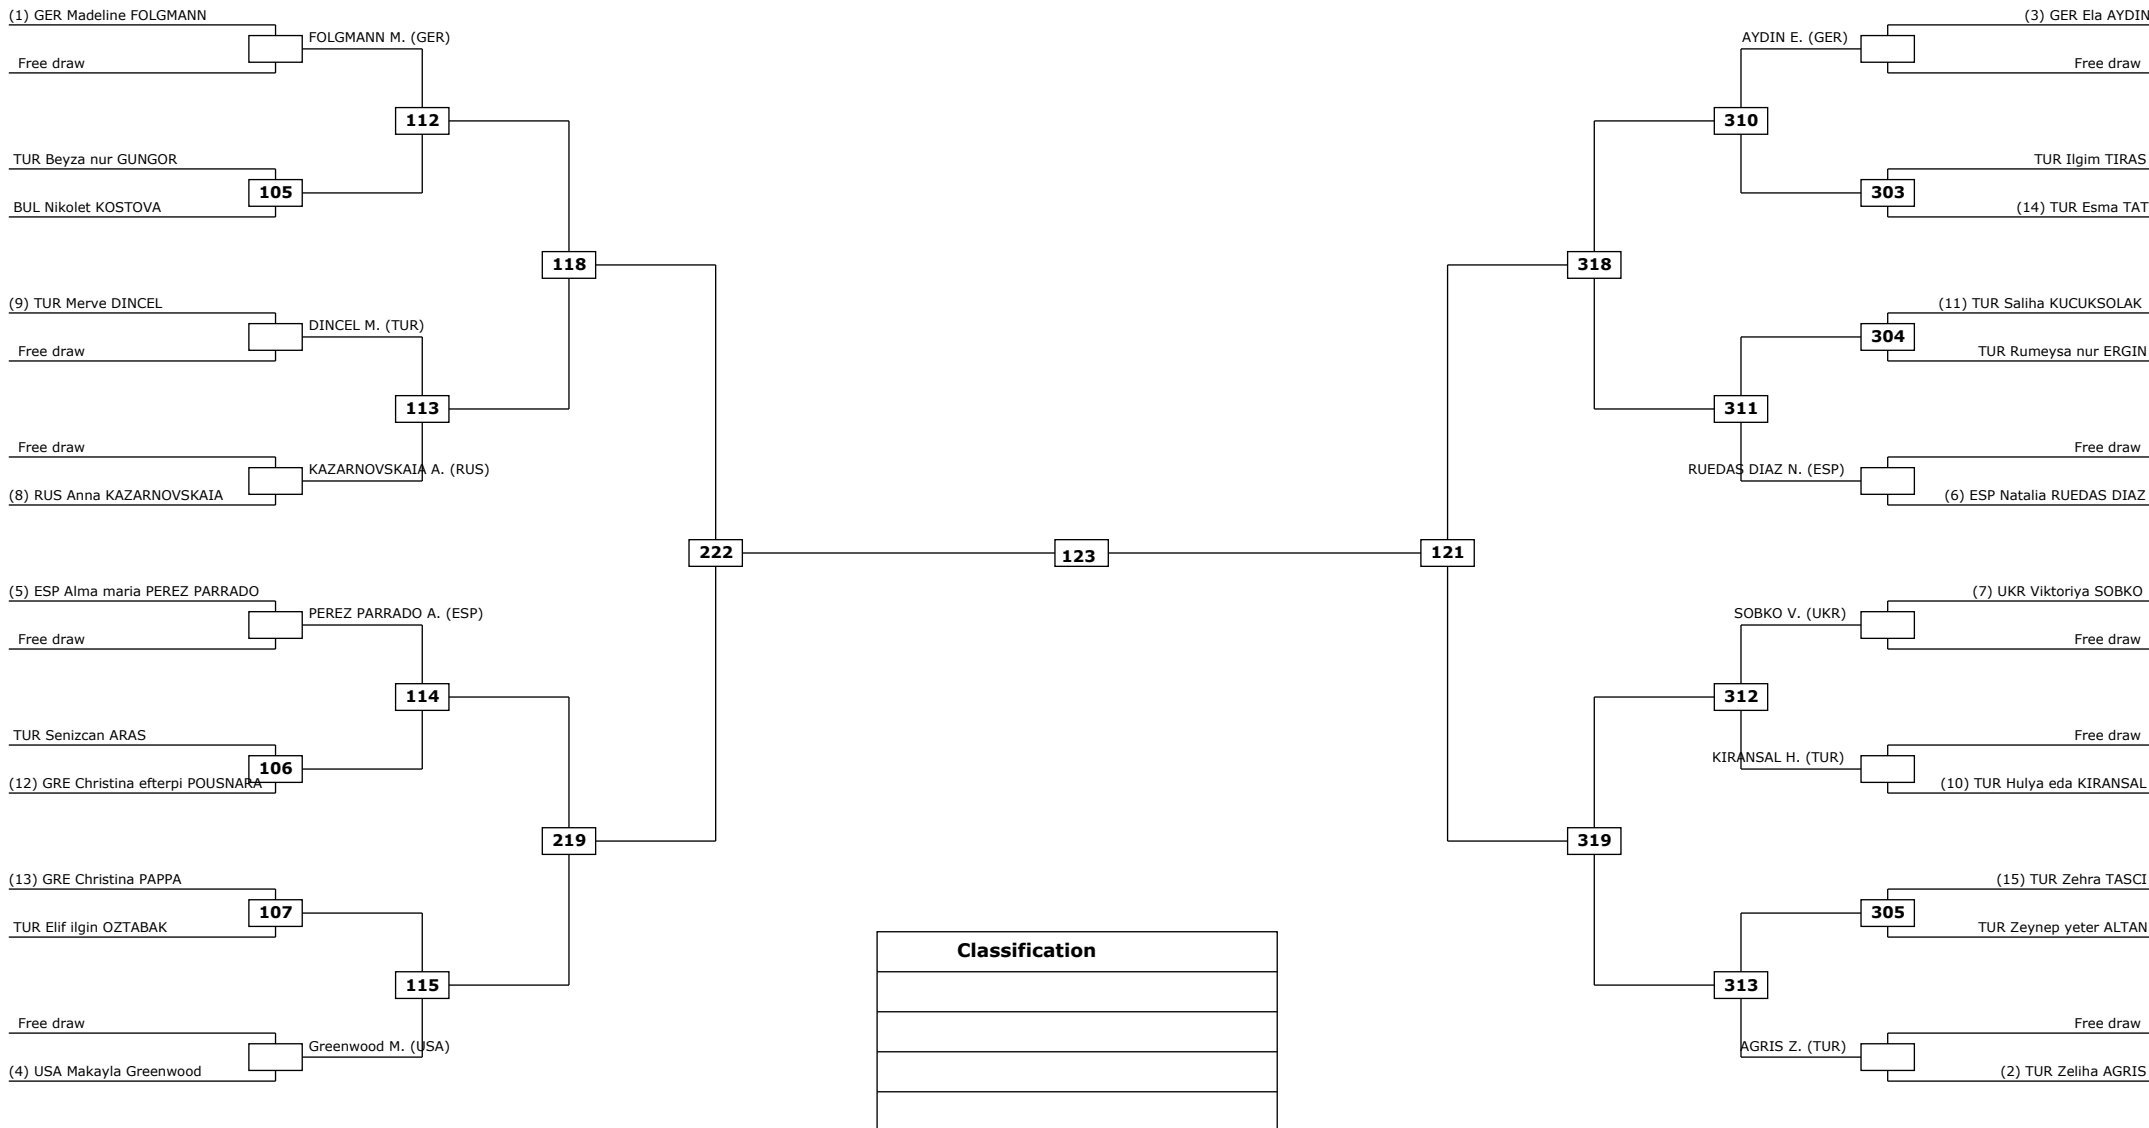 (1) GER Madeline FOLGMANN
FOLGMANN M. (GER)
Free draw
112
TUR Beyza nur GUNGOR
105
BUL Nikolet KOSTOVA
118
(9) TUR Merve DINCEL
DINCEL M. (TUR)
Free draw
113
Free draw
KAZARNOVSKAIA A. (RUS)
(8) RUS Anna KAZARNOVSKAIA
222
(5) ESP Alma maria PEREZ PARRADO
PEREZ PARRADO A. (ESP)
Free draw
114
TUR Senizcan ARAS
106
(12) GRE Christina efterpi POUSNARA
219
(13) GRE Christina PAPPA
107
TUR Elif ilgin OZTABAK
115
Free draw
Greenwood M. (USA)
(4) USA Makayla Greenwood
123
Classification
(3) GER Ela AYDIN
AYDIN E. (GER)
Free draw
310
TUR Ilgim TIRAS
303
(14) TUR Esma TAT
318
(11) TUR Saliha KUCUKSOLAK
304
TUR Rumeysa nur ERGIN
311
Free draw
RUEDAS DIAZ N. (ESP)
(6) ESP Natalia RUEDAS DIAZ
121
(7) UKR Viktoriya SOBKO
SOBKO V. (UKR)
Free draw
312
Free draw
KIRANSAL H. (TUR)
(10) TUR Hulya eda KIRANSAL
319
(15) TUR Zehra TASCI
305
TUR Zeynep yeter ALTAN
313
Free draw
AGRIS Z. (TUR)
(2) TUR Zeliha AGRIS